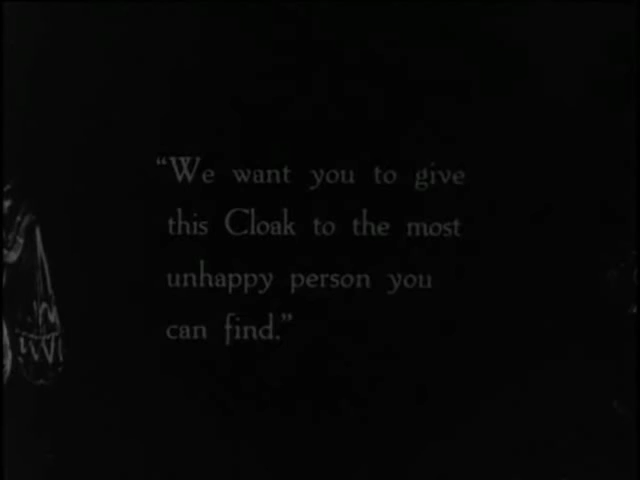 “We want you to give
this Cloak to the most
unhappy person you
can find.”